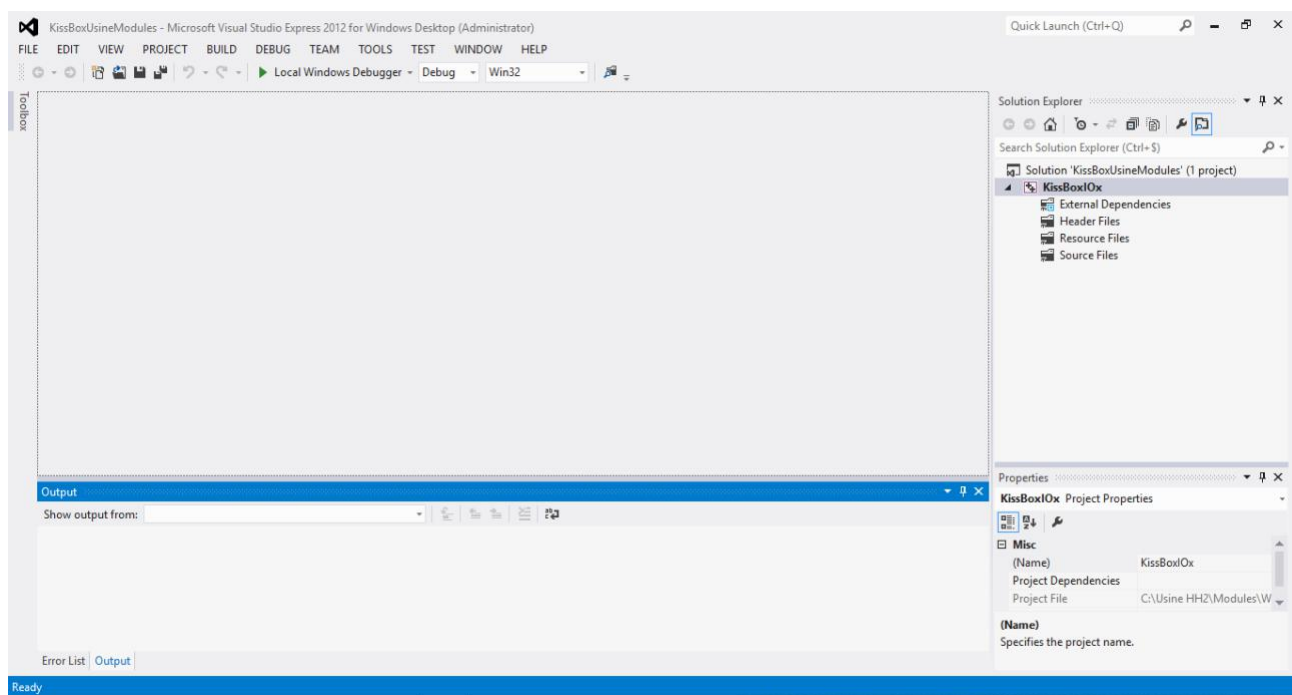 KissBoxUsineModules - Microsoft Visual Studio Express 2012 for Windows Desktop (Administrator)
Quick Launch (Ctrl+Q)
FILE EDIT VIEW PROJECT BUILD DEBUG TEAM TOOLS TEST WINDOW HELP
Local Windows Debugger Debug Win32
Toolbox
Solution Explorer
Search Solution Explorer (Ctrl+$)
Solution 'KissBoxUsineModules' (1 project)
KissBoxIOx
External Dependencies
Header Files
Resource Files
Source Files
Output
Show output from:
Error List Output
Properties
KissBoxIOx Project Properties
Misc
(Name) KissBoxIOx
Project Dependencies
Project File C:\Usine HH2\Modules\W
(Name)
Specifies the project name.
Ready